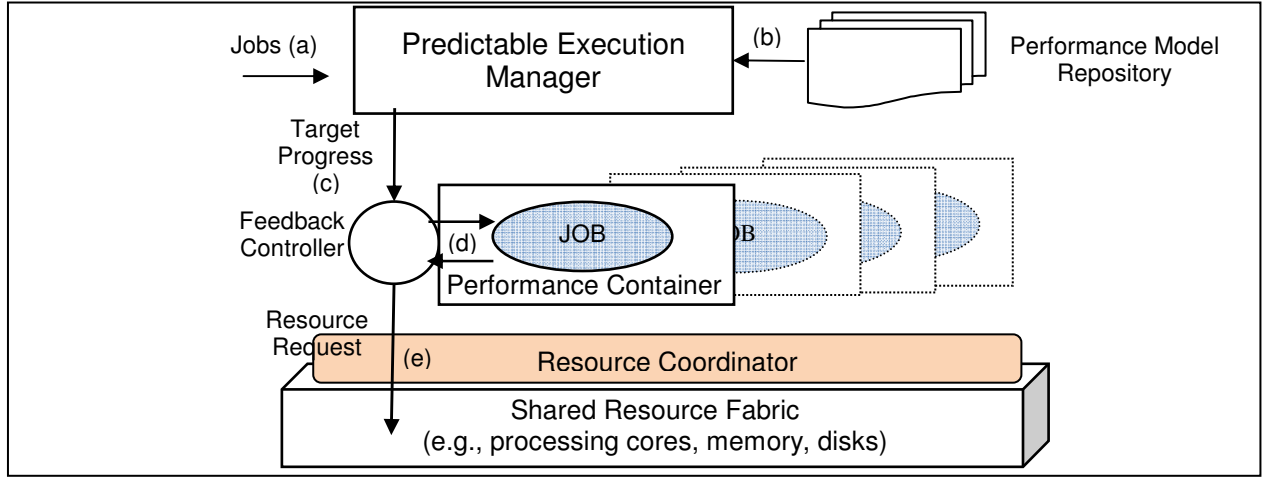 Jobs (a)
Predictable Execution
Manager
(b)
Performance Model
Repository
Target
Progress
(c)
Feedback
Controller
(d)
JOB
OB
Performance Container
Resource
Request
(e)
Resource Coordinator
Shared Resource Fabric
(e.g., processing cores, memory, disks)